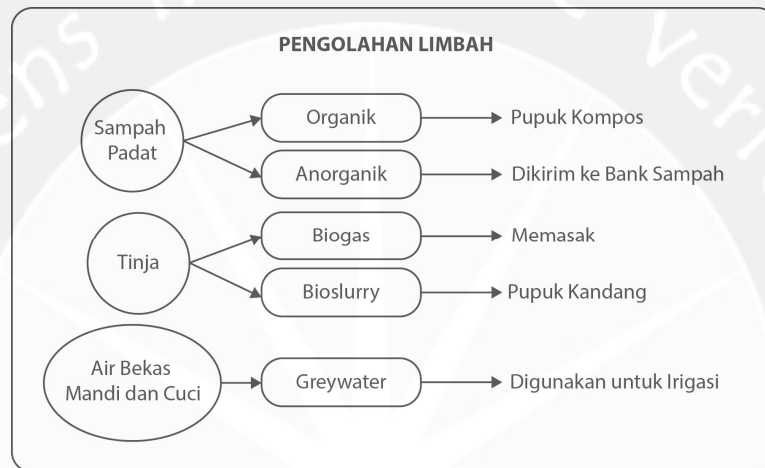 PENGOLAHAN LIMBAH
Sampah
Padat
Organik
Pupuk Kompos
Anorganik
Dikirim ke Bank Sampah
Tinja
Biogas
Memasak
Bioslurry
Pupuk Kandang
Air Bekas
Mandi dan Cuci
Greywater
Digunakan untuk Irigasi